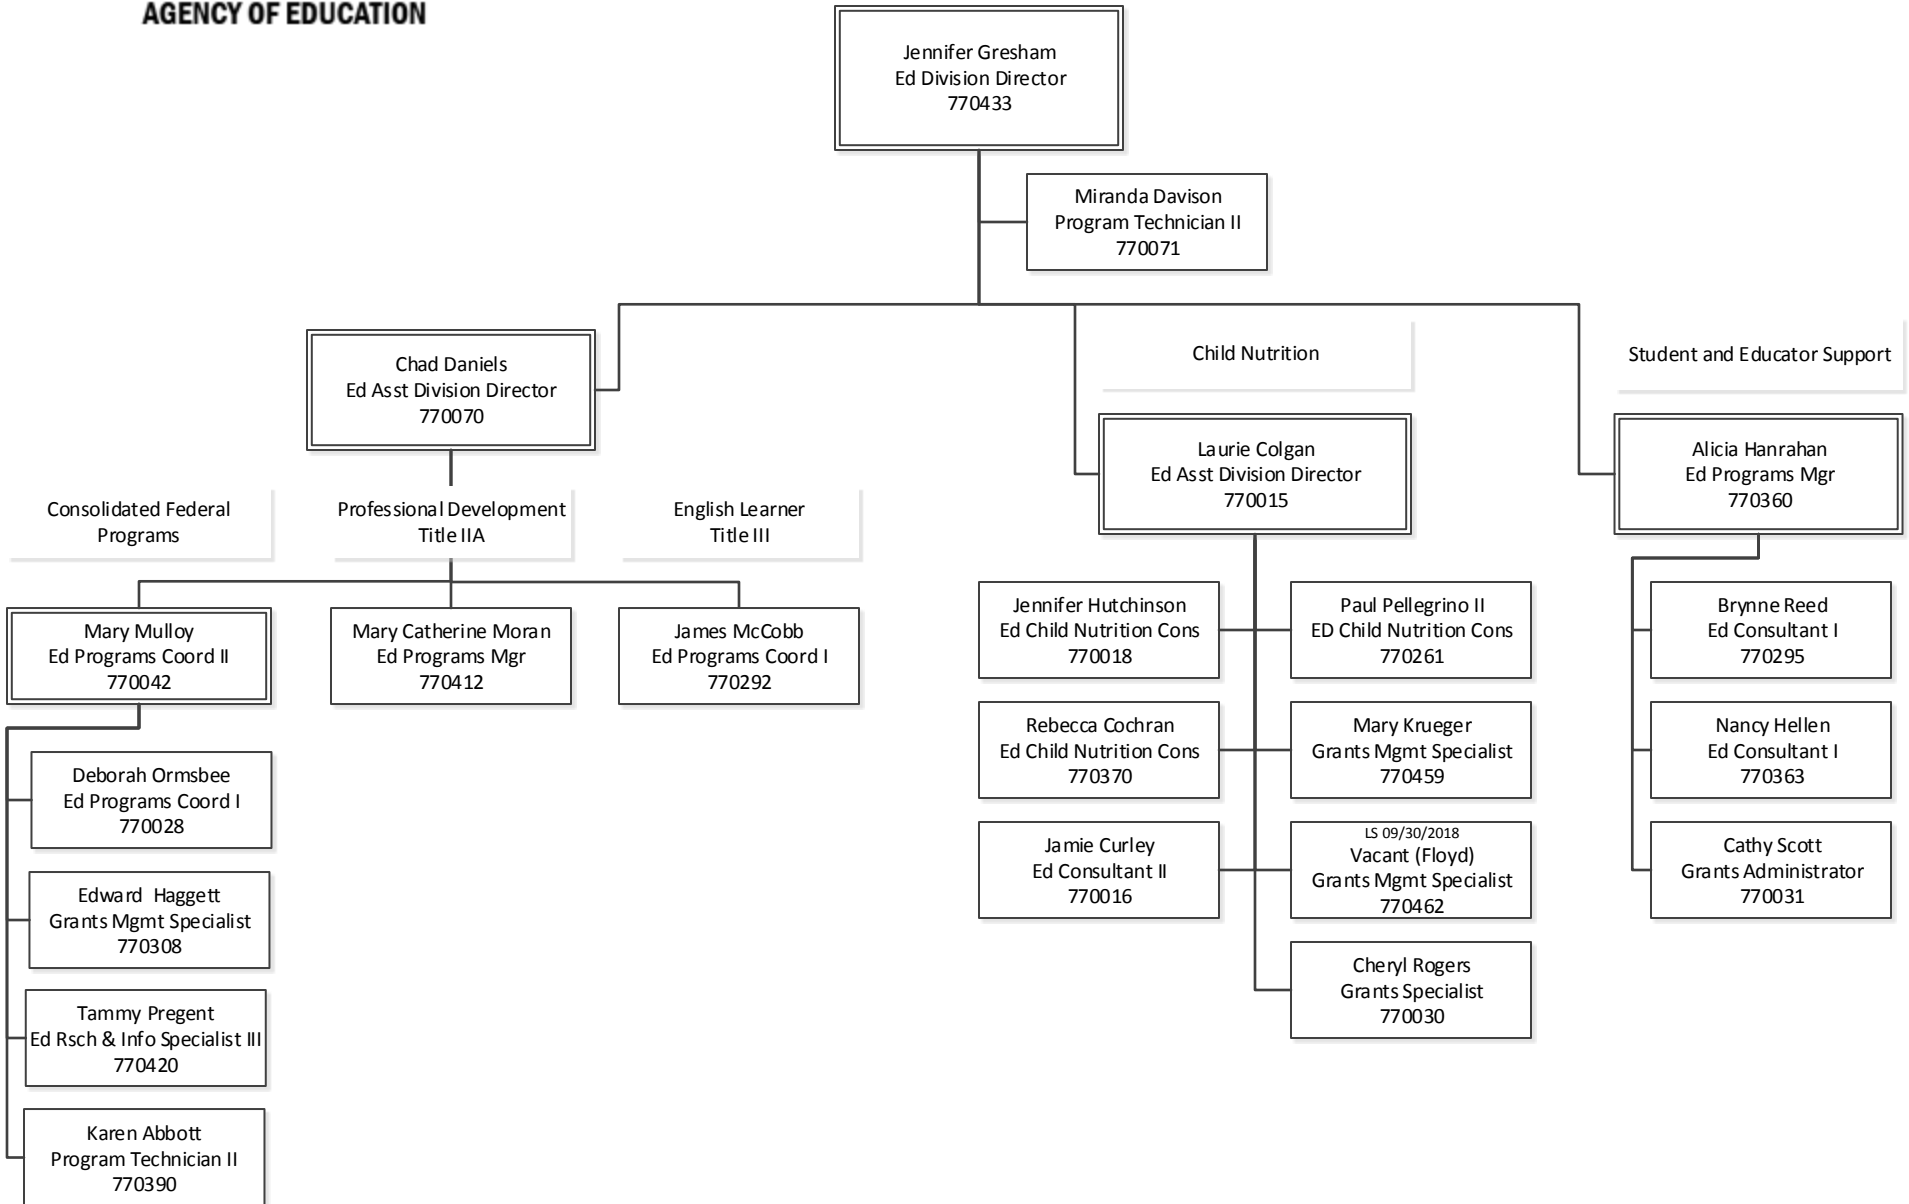 AGENCY OF EDUCATION
Jennifer Gresham
Ed Division Director
770433
Miranda Davison
Program Technician II
770071
Chad Daniels
Ed Asst Division Director
770070
Child Nutrition
Student and Educator Support
Laurie Colgan
Ed Asst Division Director
770015
Alicia Hanrahan
Ed Programs Mgr
770360
Consolidated Federal
Programs
Professional Development
Title IIA
English Learner
Title III
Mary Mulloy
Ed Programs Coord II
770042
Mary Catherine Moran
Ed Programs Mgr
770412
James McCobb
Ed Programs Coord I
770292
Jennifer Hutchinson
Ed Child Nutrition Cons
770018
Paul Pellegrino II
ED Child Nutrition Cons
770261
Brynne Reed
Ed Consultant I
770295
Rebecca Cochran
Ed Child Nutrition Cons
770370
Mary Krueger
Grants Mgmt Specialist
770459
Nancy Hellen
Ed Consultant I
770363
Deborah Ormsbee
Ed Programs Coord I
770028
Jamie Curley
Ed Consultant II
770016
LS 09/30/2018
Vacant (Floyd)
Grants Mgmt Specialist
770462
Cathy Scott
Grants Administrator
770031
Edward Haggett
Grants Mgmt Specialist
770308
Cheryl Rogers
Grants Specialist
770030
Tammy Pregent
Ed Rsch & Info Specialist III
770420
Karen Abbott
Program Technician II
770390